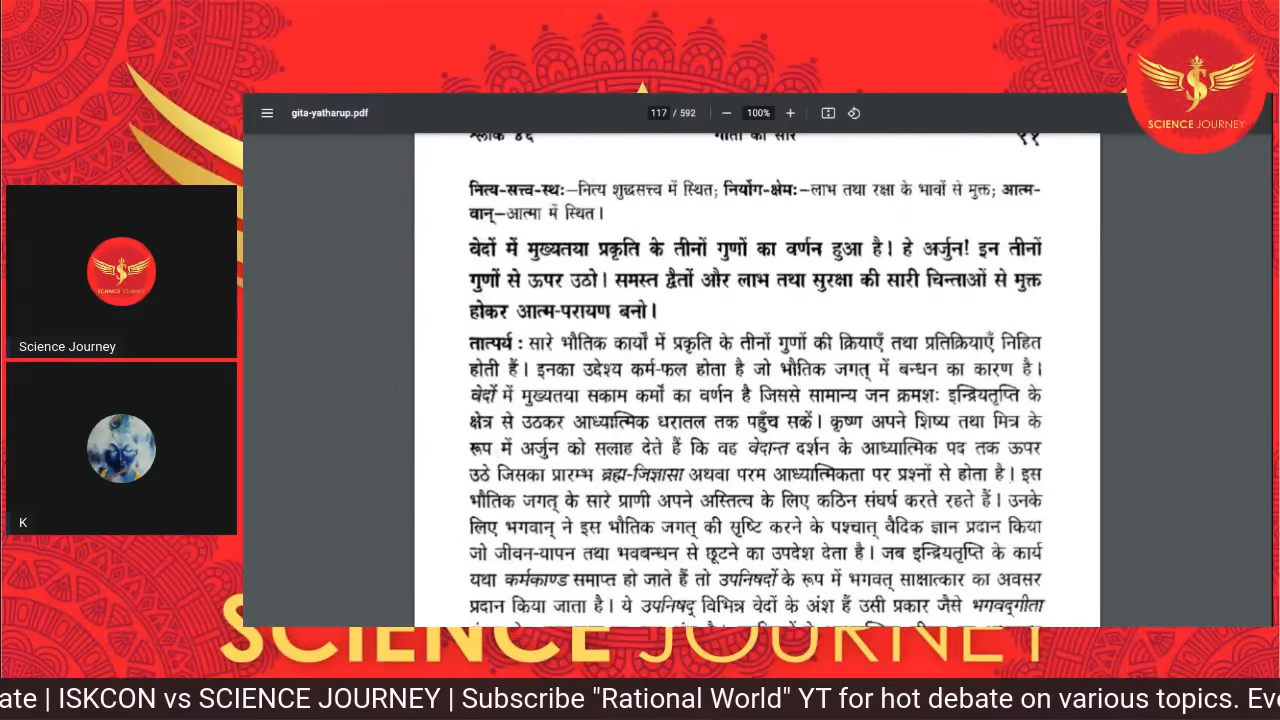 SCIENCE JOURNEY
gita-yatharup.pdf
117 / 592
100%
श्लोक ४५ गीता का सार ९१
नित्य-सत्त्व-स्थः–नित्य शुद्धसत्त्व में स्थित; निर्योग-क्षेमः–लाभ तथा रक्षा के भावों से मुक्त; आत्म-
वान्–आत्मा में स्थित।
वेदों में मुख्यतया प्रकृति के तीनों गुणों का वर्णन हुआ है। हे अर्जुन! इन तीनों
गुणों से ऊपर उठो। समस्त द्वैतों और लाभ तथा सुरक्षा की सारी चिन्ताओं से मुक्त
होकर आत्म-परायण बनो।
तात्पर्य : सारे भौतिक कार्यों में प्रकृति के तीनों गुणों की क्रियाएँ तथा प्रतिक्रियाएँ निहित
होती हैं। इनका उद्देश्य कर्म-फल होता है जो भौतिक जगत् में बन्धन का कारण है।
वेदों में मुख्यतया सकाम कर्मों का वर्णन है जिससे सामान्य जन क्रमशः इन्द्रियतृप्ति के
क्षेत्र से उठकर आध्यात्मिक धरातल तक पहुँच सकें। कृष्ण अपने शिष्य तथा मित्र के
रूप में अर्जुन को सलाह देते हैं कि वह वेदान्त दर्शन के आध्यात्मिक पद तक ऊपर
उठे जिसका प्रारम्भ ब्रह्म-जिज्ञासा अथवा परम आध्यात्मिकता पर प्रश्नों से होता है। इस
भौतिक जगत् के सारे प्राणी अपने अस्तित्व के लिए कठिन संघर्ष करते रहते हैं। उनके
लिए भगवान् ने इस भौतिक जगत् की सृष्टि करने के पश्चात् वैदिक ज्ञान प्रदान किया
जो जीवन-यापन तथा भवबन्धन से छूटने का उपदेश देता है। जब इन्द्रियतृप्ति के कार्य
यथा कर्मकाण्ड समाप्त हो जाते हैं तो उपनिषदों के रूप में भगवत् साक्षात्कार का अवसर
प्रदान किया जाता है। ये उपनिषद् विभिन्न वेदों के अंश हैं उसी प्रकार जैसे भगवद्गीता
SCIENCE JOURNEY
Science Journey
K
SCIENCE JOURNEY
ate | ISKCON vs SCIENCE JOURNEY | Subscribe "Rational World" YT for hot debate on various topics. Eve